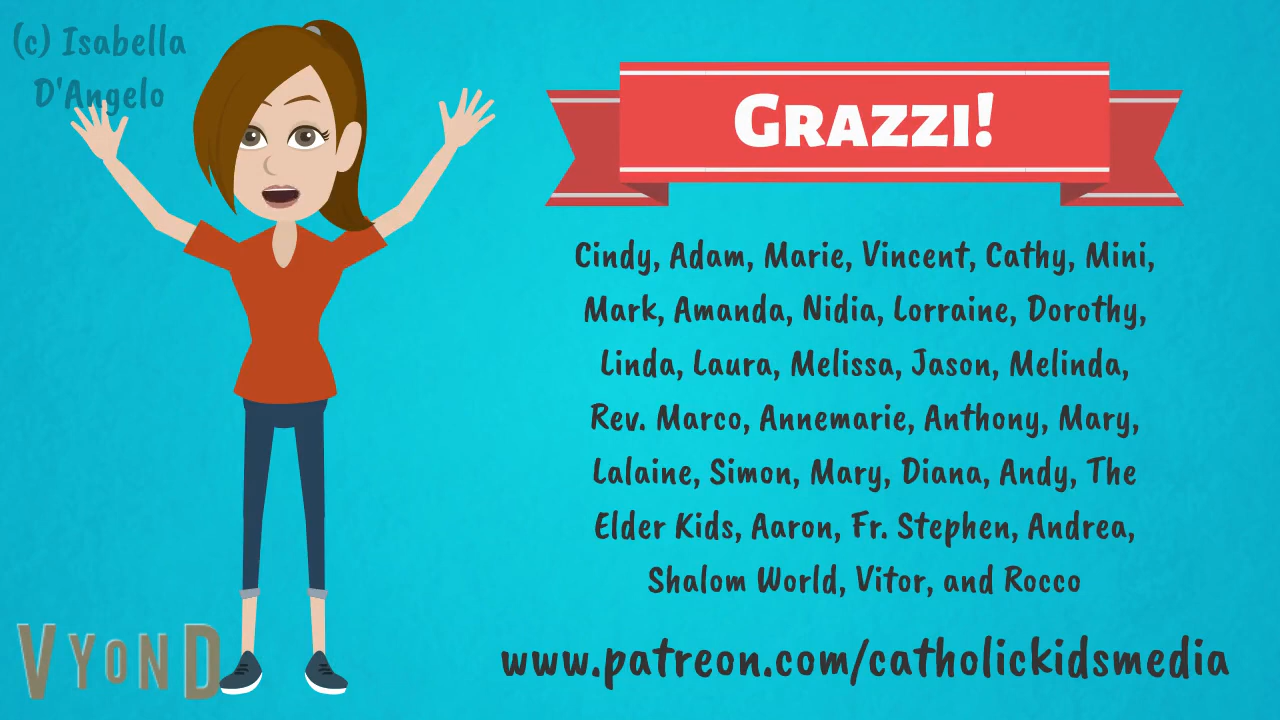 (c) Isabella
D'Angelo
GRAZZI!
Cindy, Adam, Marie, Vincent, Cathy, Mini,
Mark, Amanda, Nidia, Lorraine, Dorothy,
Linda, Laura, Melissa, Jason, Melinda,
Rev. Marco, Annemarie, Anthony, Mary,
Lalaine, Simon, Mary, Diana, Andy, The
Elder Kids, Aaron, Fr. Stephen, Andrea,
Shalom World, Vitor, and Rocco
www.patreon.com/catholickidsmedia
VYOND